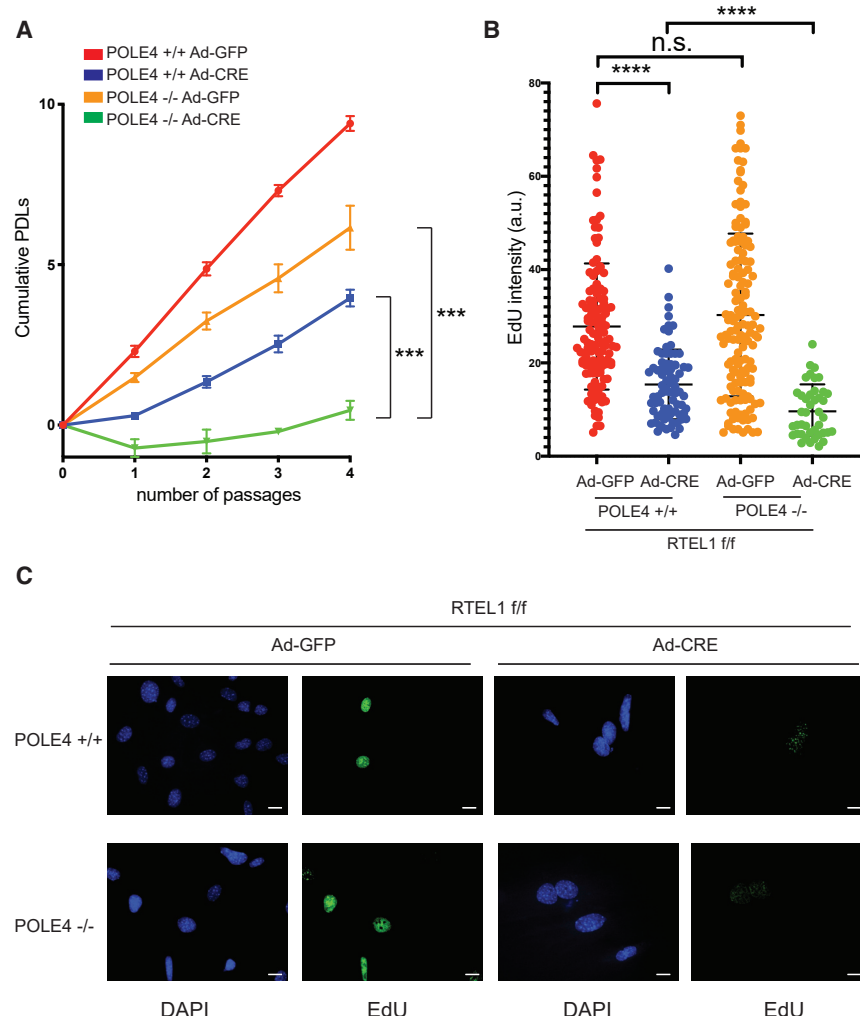 A
POLE4 +/+ Ad-GFP
POLE4 +/+ Ad-CRE
POLE4 -/- Ad-GFP
POLE4 -/- Ad-CRE
10
5
0
Cumulative PDLs
0 1 2 3 4
number of passages
***
***
B
****
n.s.
****
80
60
40
20
0
EdU intensity (a.u.)
Ad-GFP Ad-CRE Ad-GFP Ad-CRE
POLE4 +/+ POLE4 -/-
RTEL1 f/f
C
RTEL1 f/f
Ad-GFP Ad-CRE
POLE4 +/+
POLE4 -/-
DAPI EdU DAPI EdU